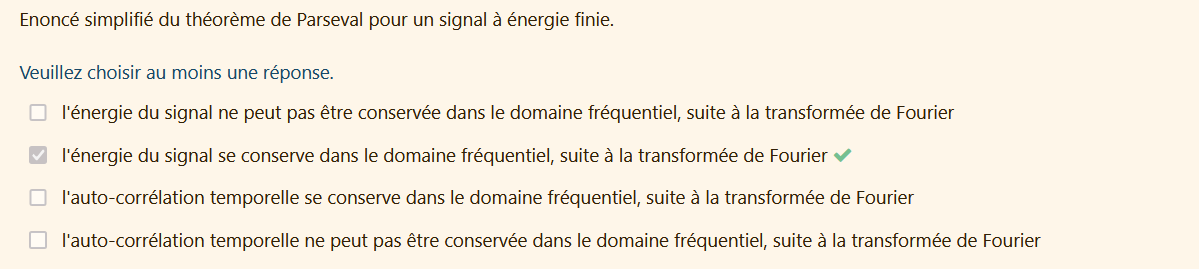 Enoncé simplifié du théorème de Parseval pour un signal à énergie finie.
Veuillez choisir au moins une réponse.
l'énergie du signal ne peut pas être conservée dans le domaine fréquentiel, suite à la transformée de Fourier
l'énergie du signal se conserve dans le domaine fréquentiel, suite à la transformée de Fourier
l'auto-corrélation temporelle se conserve dans le domaine fréquentiel, suite à la transformée de Fourier
l'auto-corrélation temporelle ne peut pas être conservée dans le domaine fréquentiel, suite à la transformée de Fourier